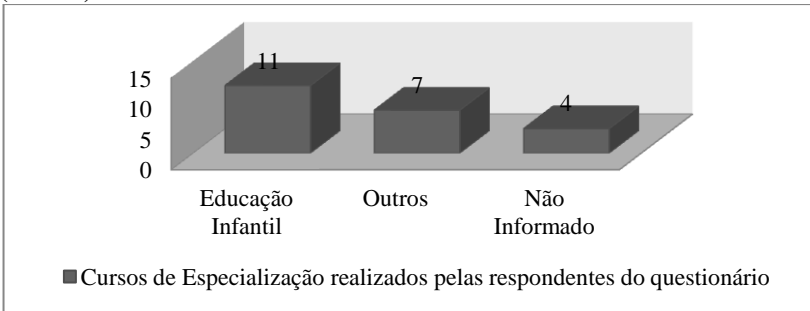 11
7
4
15
10
5
0
Educação
Infantil
Outros
Não
Informado
Cursos de Especialização realizados pelas respondentes do questionário